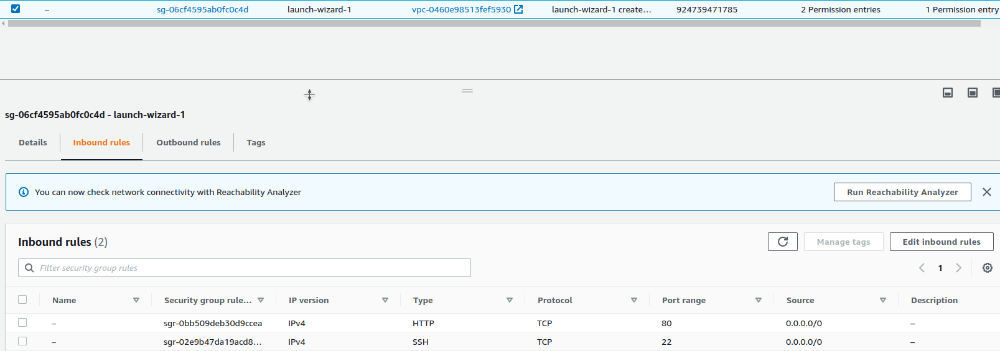 – sg-06cf4595ab0fc0c4d launch-wizard-1 vpc-0460e98513fef5930 launch-wizard-1 create... 924739471785 2 Permission entries 1 Permission entry
sg-06cf4595ab0fc0c4d - launch-wizard-1
Details Inbound rules Outbound rules Tags
You can now check network connectivity with Reachability Analyzer Run Reachability Analyzer
Inbound rules (2) Manage tags Edit inbound rules
Filter security group rules 1
Name Security group rule... IP version Type Protocol Port range Source Description
– sgr-0bb509deb30d9ccea IPv4 HTTP TCP 80 0.0.0.0/0 –
– sgr-02e9b47da19acd8... IPv4 SSH TCP 22 0.0.0.0/0 –